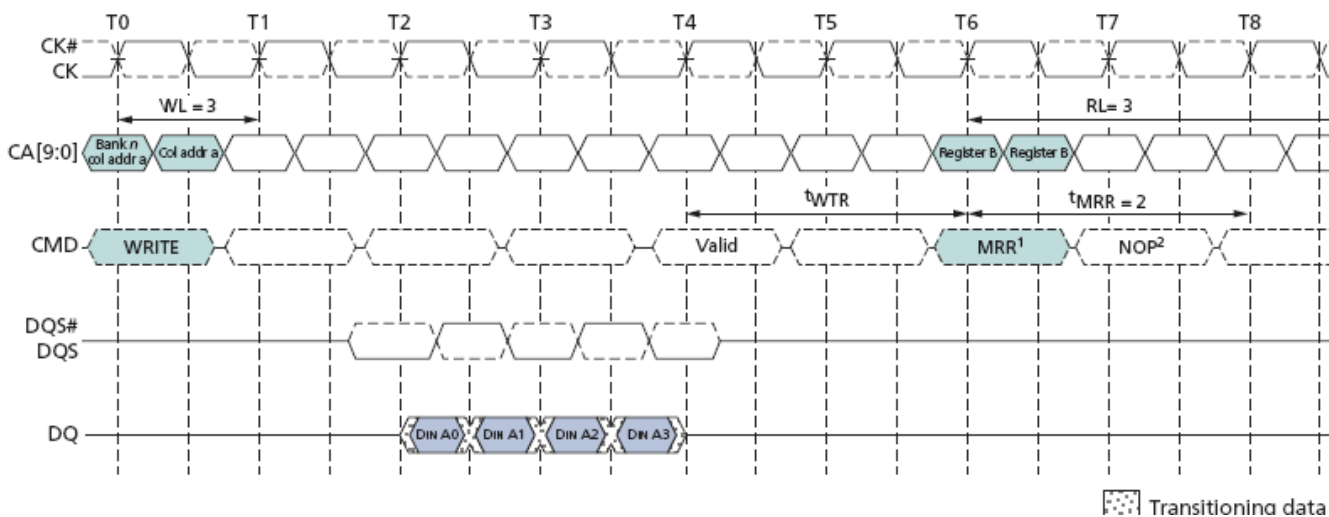 T0 T1 T2 T3 T4 T5 T6 T7 T8
CK#
CK
WL = 3 RL= 3
CA[9:0] Bank n col addr a Col addr a Register B Register B
tWTR tMRR = 2
CMD WRITE Valid MRR1 NOP2
DQS#
DQS
DQ DIN A0 DIN A1 DIN A2 DIN A3
Transitioning data